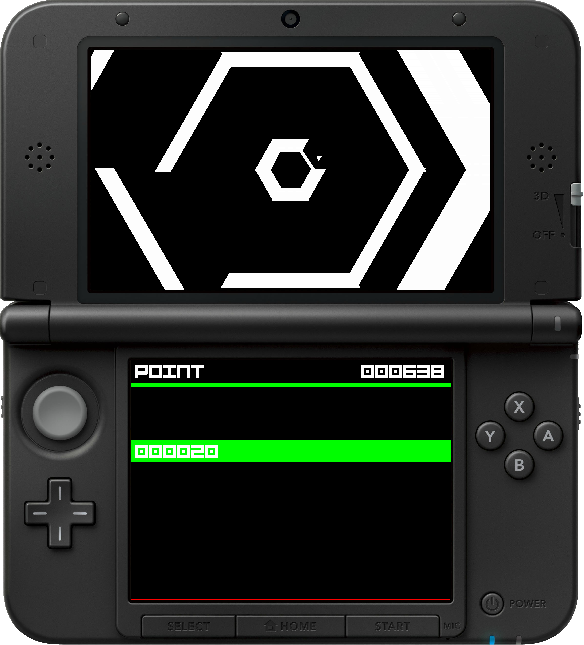 3D
OFF
POINT 000638
000020
X
Y A
B
POWER
SELECT HOME START MIC